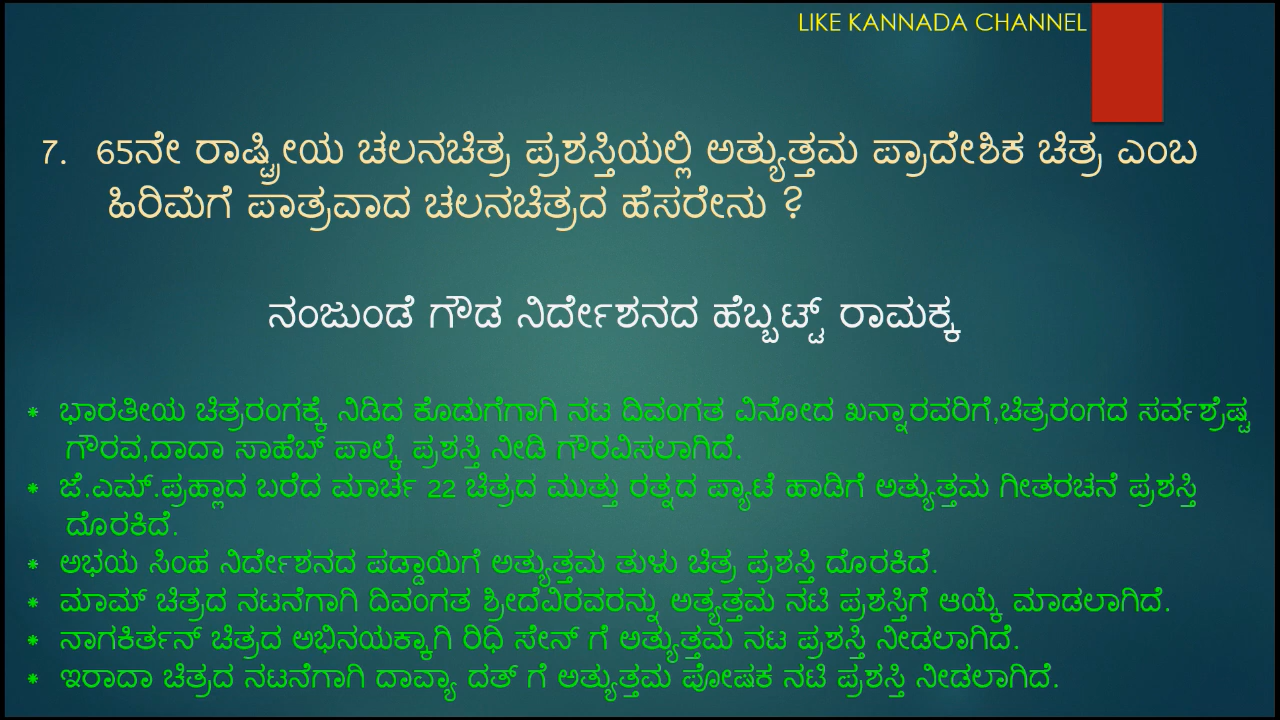 LIKE KANNADA CHANNEL
7. 65ನೇ ರಾಷ್ಟ್ರೀಯ ಚಲನಚಿತ್ರ ಪ್ರಶಸ್ತಿಯಲ್ಲಿ ಅತ್ಯುತ್ತಮ ಪ್ರಾದೇಶಿಕ ಚಿತ್ರ ಎಂಬ
ಹಿರಿಮೆಗೆ ಪಾತ್ರವಾದ ಚಲನಚಿತ್ರದ ಹೆಸರೇನು ?
ನಂಜುಂಡೆ ಗೌಡ ನಿರ್ದೇಶನದ ಹೆಬ್ಬಟ್ಟ್ ರಾಮಕ್ಕ
* ಭಾರತೀಯ ಚಿತ್ರರಂಗಕ್ಕೆ ನಿಡಿದ ಕೊಡುಗೆಗಾಗಿ ನಟ ದಿವಂಗತ ವಿನೋದ ಖನ್ನಾರವರಿಗೆ,ಚಿತ್ರರಂಗದ ಸರ್ವಶ್ರೆಷ್ಟ
ಗೌರವ,ದಾದಾ ಸಾಹೆಬ್ ಪಾಲ್ಕೆ ಪ್ರಶಸ್ತಿ ನೀಡಿ ಗೌರವಿಸಲಾಗಿದೆ.
* ಜೆ.ಎಮ್.ಪ್ರಹ್ಲಾದ ಬರೆದ ಮಾರ್ಚ 22 ಚಿತ್ರದ ಮುತ್ತು ರತ್ನದ ಪ್ಯಾಟೆ ಹಾಡಿಗೆ ಅತ್ಯುತ್ತಮ ಗೀತರಚನೆ ಪ್ರಶಸ್ತಿ
ದೊರಕಿದೆ.
* ಅಭಯ ಸಿಂಹ ನಿರ್ದೇಶನದ ಪಡ್ಡಾಯಿಗೆ ಅತ್ಯುತ್ತಮ ತುಳು ಚಿತ್ರ ಪ್ರಶಸ್ತಿ ದೊರಕಿದೆ.
* ಮಾಮ್ ಚಿತ್ರದ ನಟನೆಗಾಗಿ ದಿವಂಗತ ಶ್ರೀದೆವಿರವರನ್ನು ಅತ್ಯತ್ತಮ ನಟಿ ಪ್ರಶಸ್ತಿಗೆ ಆಯ್ಕೆ ಮಾಡಲಾಗಿದೆ.
* ನಾಗಕಿರ್ತನ್ ಚಿತ್ರದ ಅಭಿನಯಕ್ಕಾಗಿ ರಿಧಿ ಸೇನ್ ಗೆ ಅತ್ಯುತ್ತಮ ನಟ ಪ್ರಶಸ್ತಿ ನೀಡಲಾಗಿದೆ.
* ಇರಾದಾ ಚಿತ್ರದ ನಟನೆಗಾಗಿ ದಾವ್ಯಾ ದತ್ ಗೆ ಅತ್ಯುತ್ತಮ ಪೋಷಕ ನಟಿ ಪ್ರಶಸ್ತಿ ನೀಡಲಾಗಿದೆ.